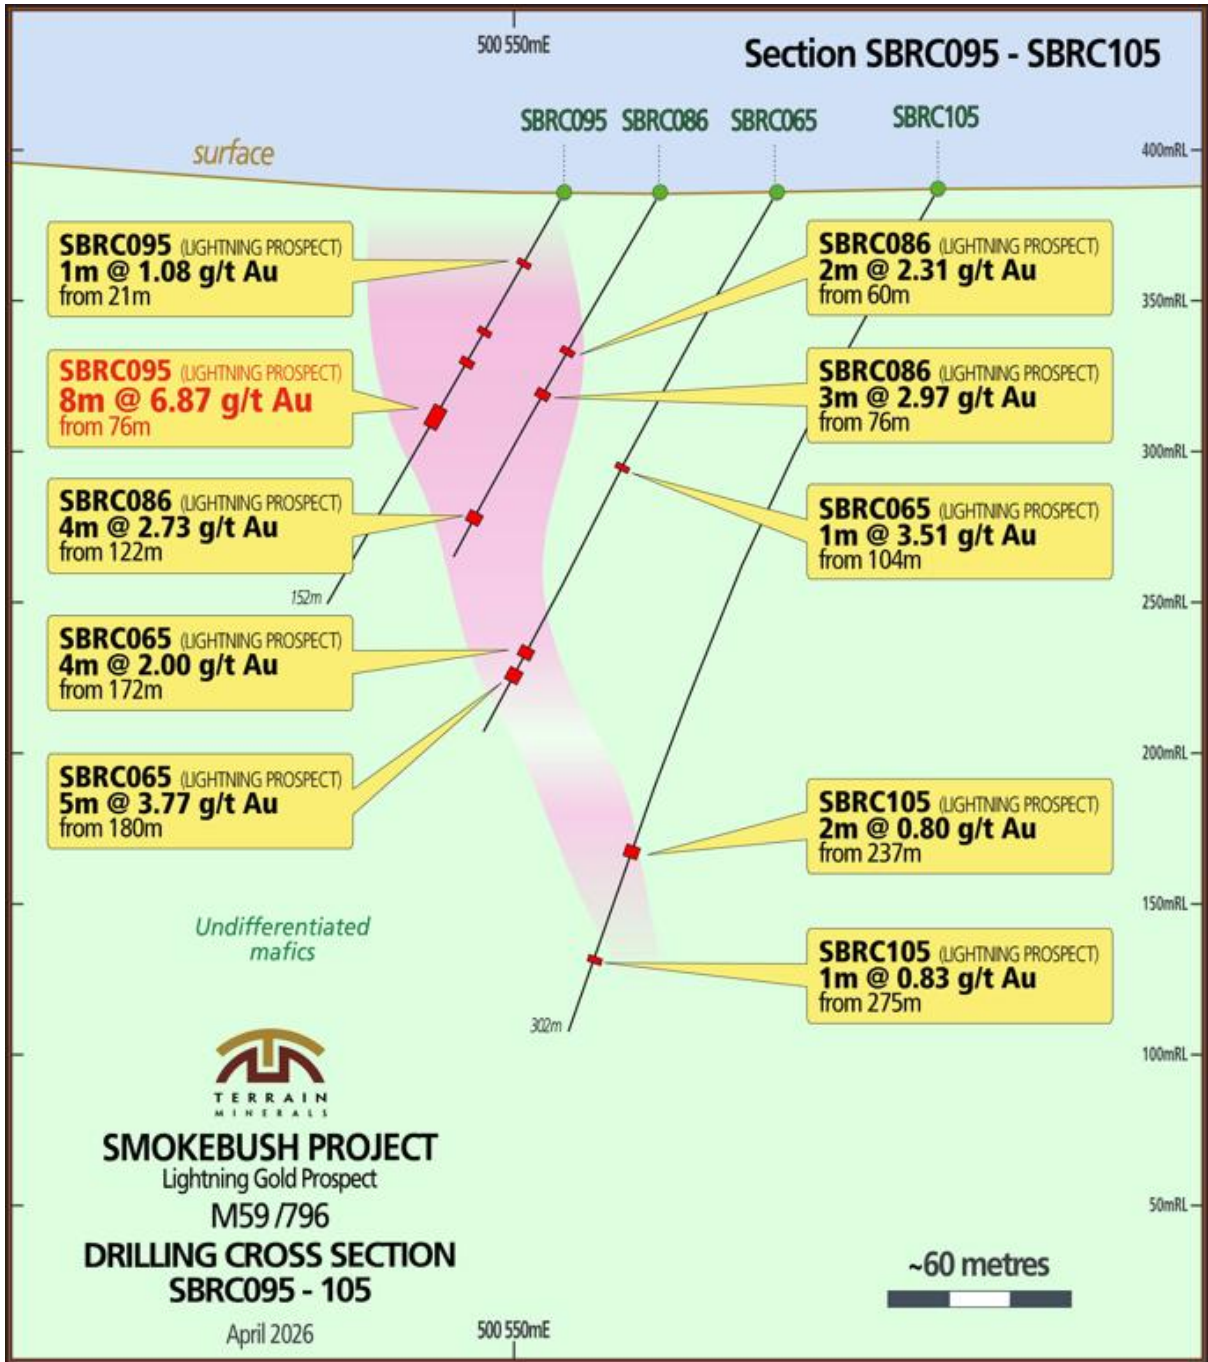 500 550mE
Section SBRC095 - SBRC105
SBRC095
SBRC086
SBRC065
SBRC105
surface
400mRL
SBRC095 (LIGHTNING PROSPECT)
1m @ 1.08 g/t Au
from 21m
SBRC086 (LIGHTNING PROSPECT)
2m @ 2.31 g/t Au
from 60m
350mRL
SBRC095 (LIGHTNING PROSPECT)
8m @ 6.87 g/t Au
from 76m
SBRC086 (LIGHTNING PROSPECT)
3m @ 2.97 g/t Au
from 76m
300mRL
SBRC086 (LIGHTNING PROSPECT)
4m @ 2.73 g/t Au
from 122m
SBRC065 (LIGHTNING PROSPECT)
1m @ 3.51 g/t Au
from 104m
152m
250mRL
SBRC065 (LIGHTNING PROSPECT)
4m @ 2.00 g/t Au
from 172m
200mRL
SBRC065 (LIGHTNING PROSPECT)
5m @ 3.77 g/t Au
from 180m
SBRC105 (LIGHTNING PROSPECT)
2m @ 0.80 g/t Au
from 237m
150mRL
Undifferentiated
mafics
SBRC105 (LIGHTNING PROSPECT)
1m @ 0.83 g/t Au
from 275m
302m
100mRL
TERRAIN
MINERALS
SMOKEBUSH PROJECT
Lightning Gold Prospect
M59 /796
50mRL
DRILLING CROSS SECTION
SBRC095 - 105
~60 metres
April 2026
500 550mE